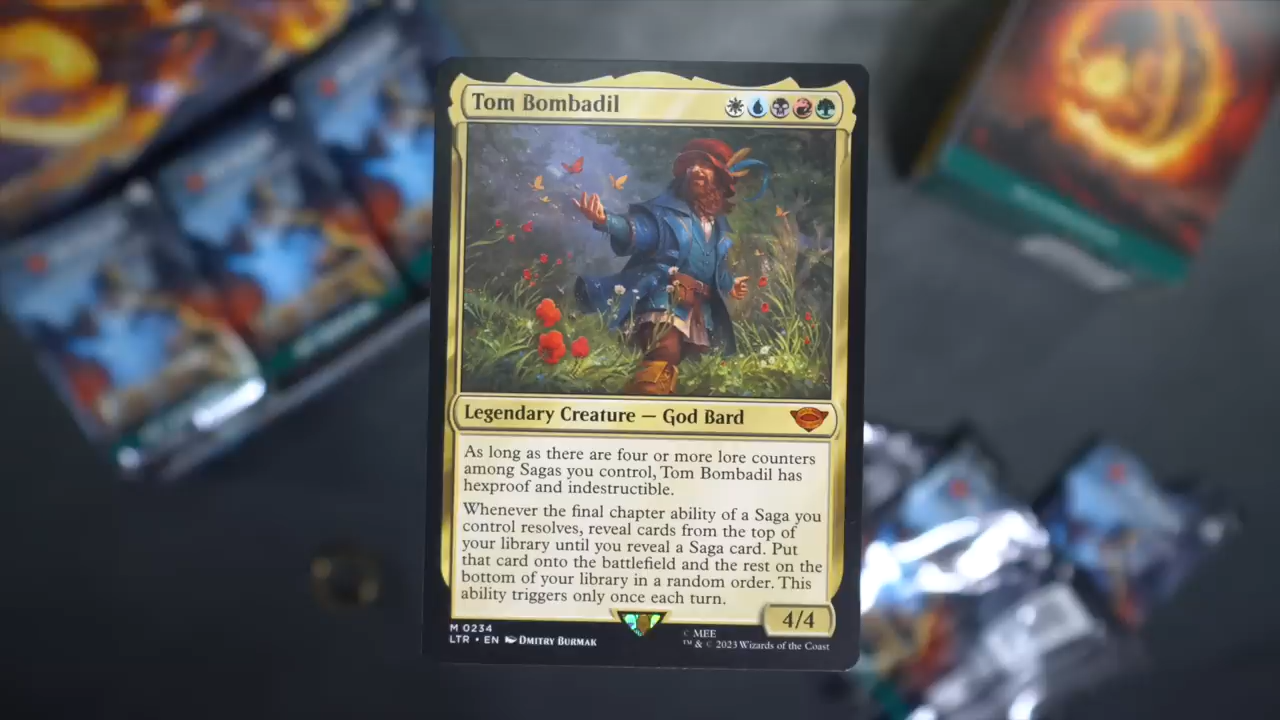 Tom Bombadil
Legendary Creature — God Bard
As long as there are four or more lore counters
among Sagas you control, Tom Bombadil has
hexproof and indestructible.
Whenever the final chapter ability of a Saga you
control resolves, reveal cards from the top of
your library until you reveal a Saga card. Put
that card onto the battlefield and the rest on the
bottom of your library in a random order. This
ability triggers only once each turn.
4/4
M 0234
LTR • EN DMITRY BURMAK
© MEE
™ & © 2023 Wizards of the Coast